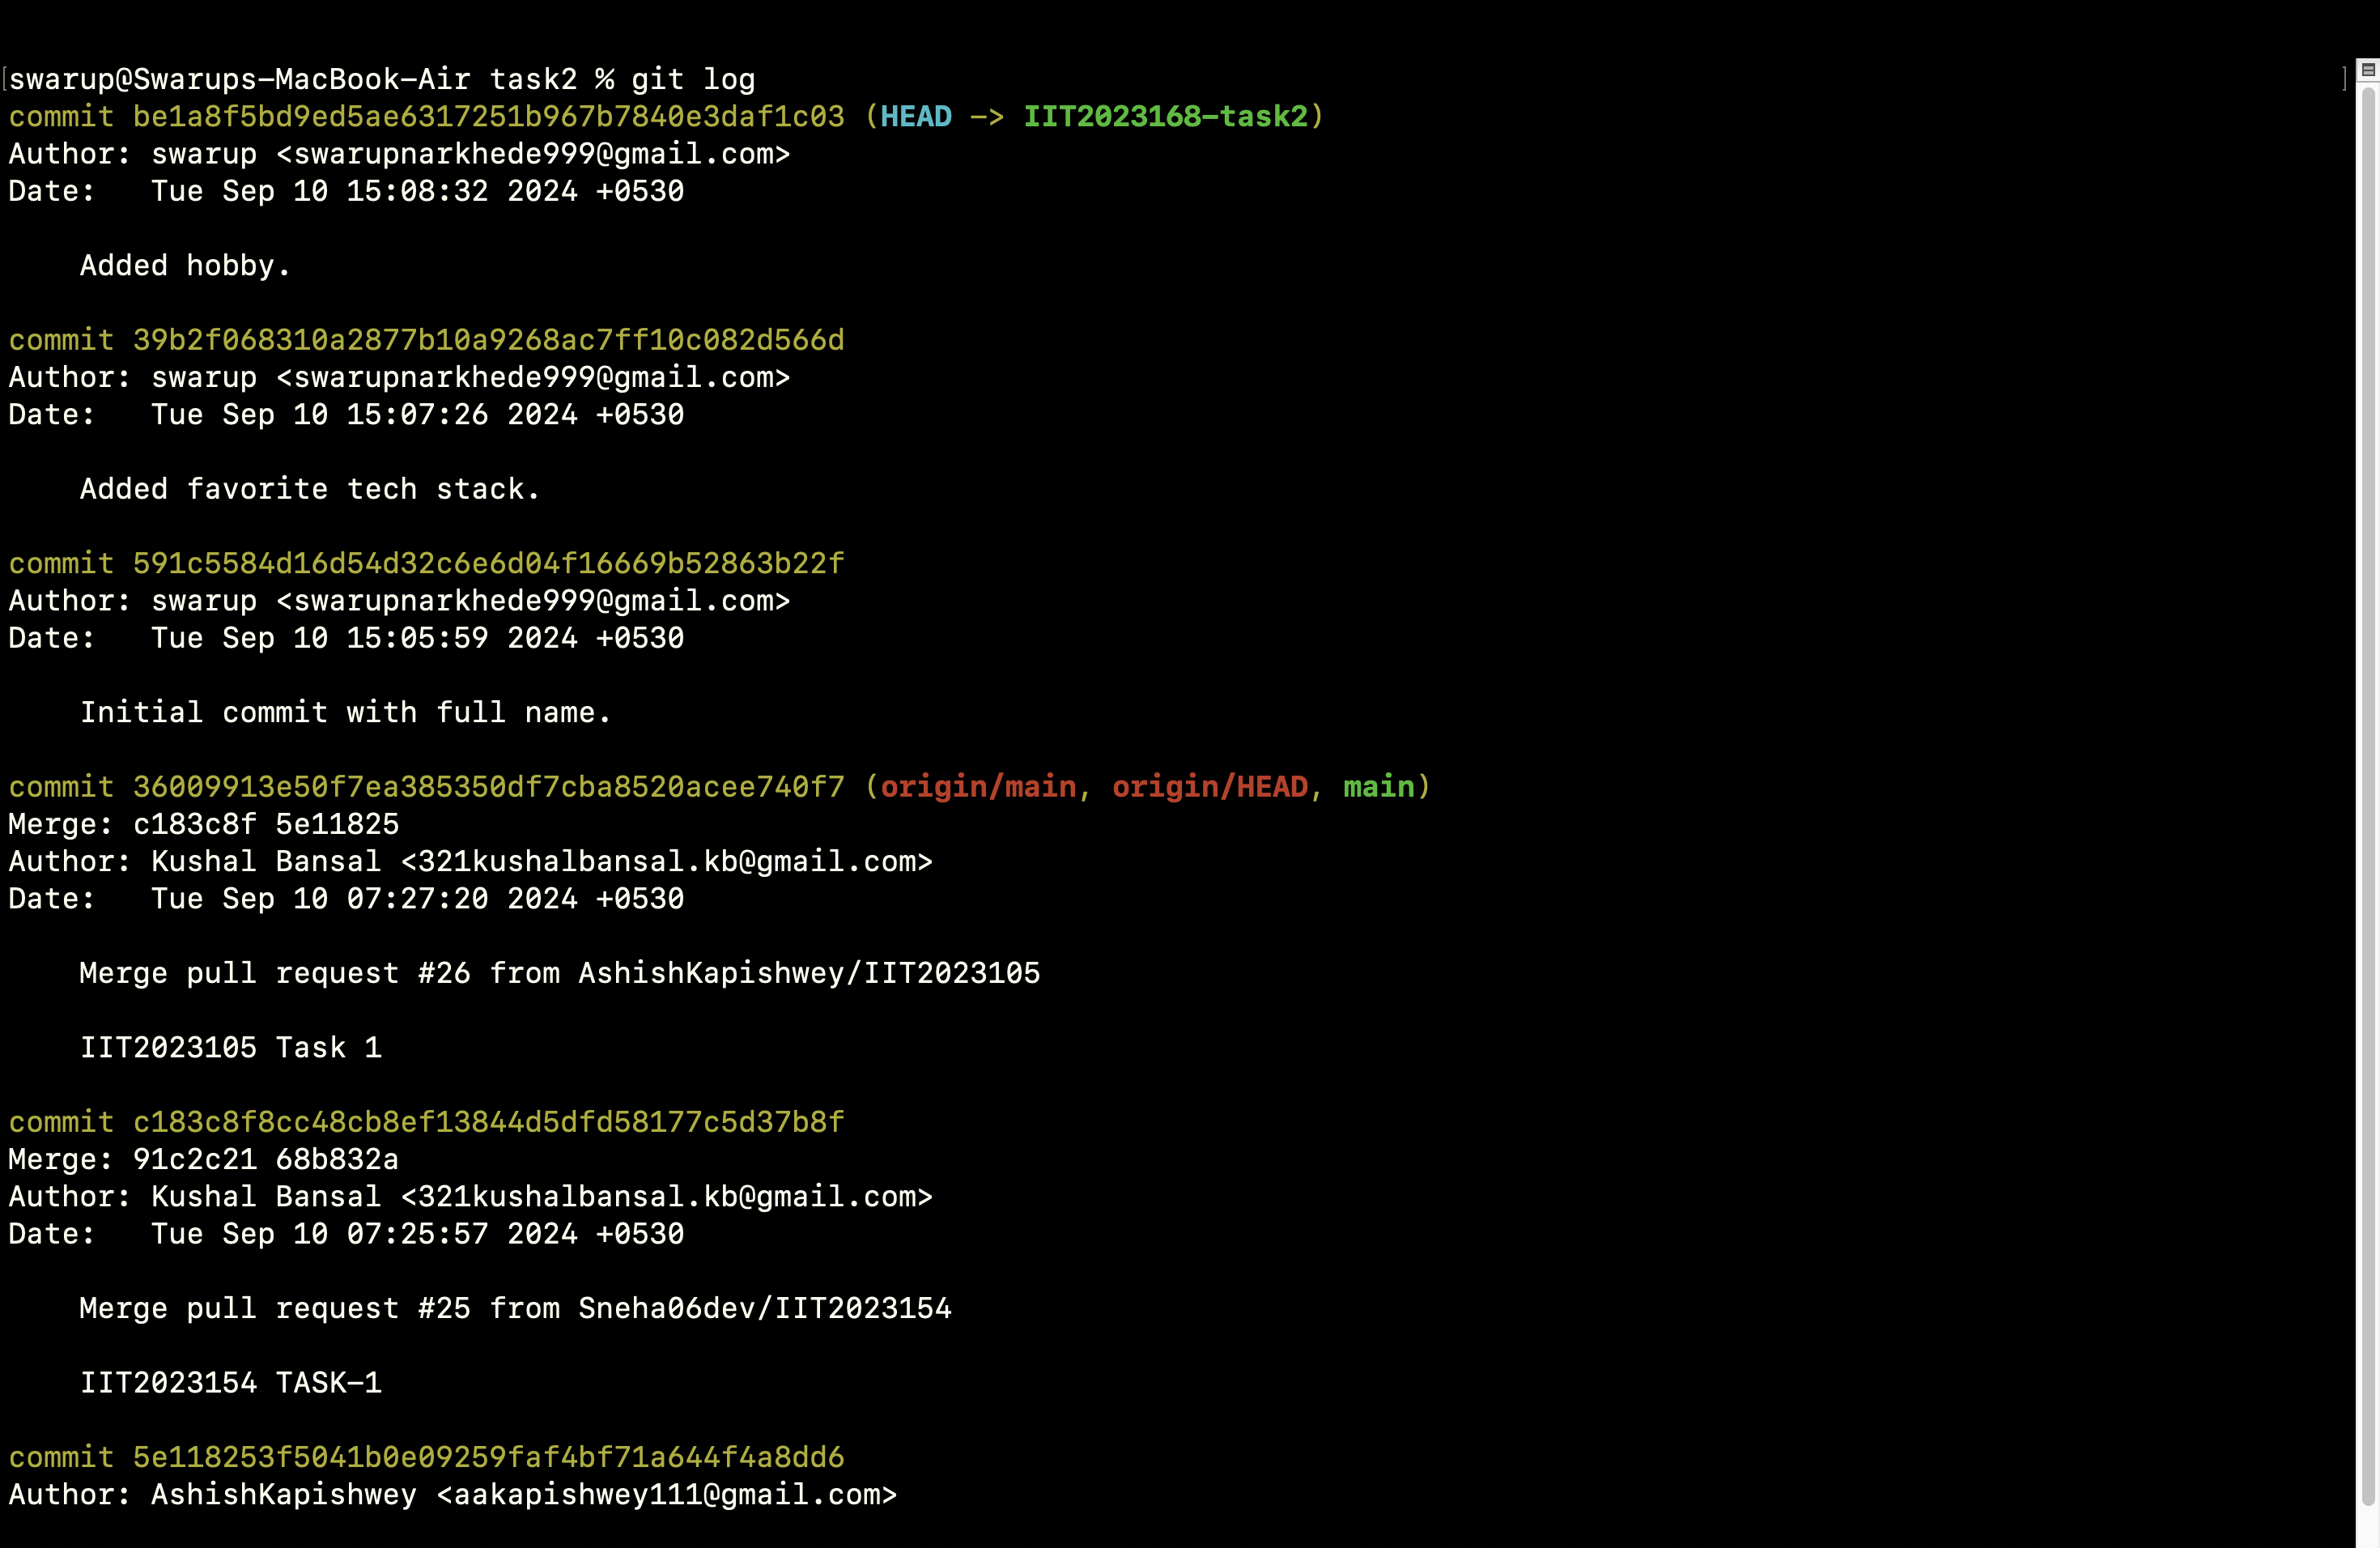 swarup@Swarups-MacBook-Air task2 % git log
commit be1a8f5bd9ed5ae6317251b967b7840e3daf1c03 (HEAD -> IIT2023168-task2)
Author: swarup <swarupnarkhede999@gmail.com>
Date:   Tue Sep 10 15:08:32 2024 +0530
Added hobby.
commit 39b2f068310a2877b10a9268ac7ff10c082d566d
Author: swarup <swarupnarkhede999@gmail.com>
Date:   Tue Sep 10 15:07:26 2024 +0530
Added favorite tech stack.
commit 591c5584d16d54d32c6e6d04f16669b52863b22f
Author: swarup <swarupnarkhede999@gmail.com>
Date:   Tue Sep 10 15:05:59 2024 +0530
Initial commit with full name.
commit 36009913e50f7ea385350df7cba8520acee740f7 (origin/main, origin/HEAD, main)
Merge: c183c8f 5e11825
Author: Kushal Bansal <321kushalbansal.kb@gmail.com>
Date:   Tue Sep 10 07:27:20 2024 +0530
Merge pull request #26 from AshishKapishwey/IIT2023105
IIT2023105 Task 1
commit c183c8f8cc48cb8ef13844d5dfd58177c5d37b8f
Merge: 91c2c21 68b832a
Author: Kushal Bansal <321kushalbansal.kb@gmail.com>
Date:   Tue Sep 10 07:25:57 2024 +0530
Merge pull request #25 from Sneha06dev/IIT2023154
IIT2023154 TASK-1
commit 5e118253f5041b0e09259faf4bf71a644f4a8dd6
Author: AshishKapishwey <aakapishwey111@gmail.com>